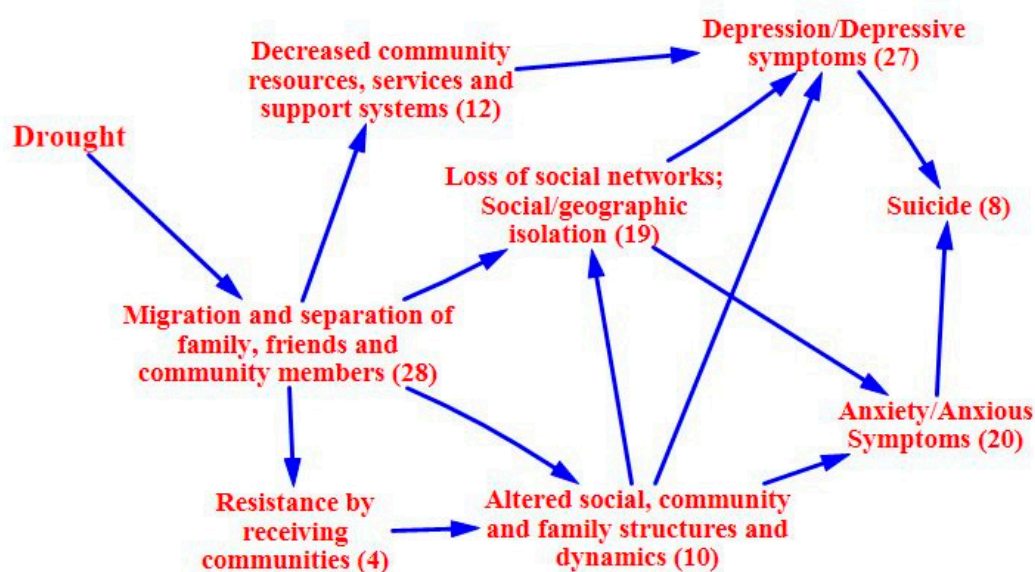 Depression/Depressive
symptoms (27)
Decreased community
resources, services and
support systems (12)
Drought
Loss of social networks;
Social/geographic
isolation (19)
Suicide (8)
Migration and separation of
family, friends and
community members (28)
Anxiety/Anxious
Symptoms (20)
Resistance by
receiving
communities (4)
Altered social, community
and family structures and
dynamics (10)